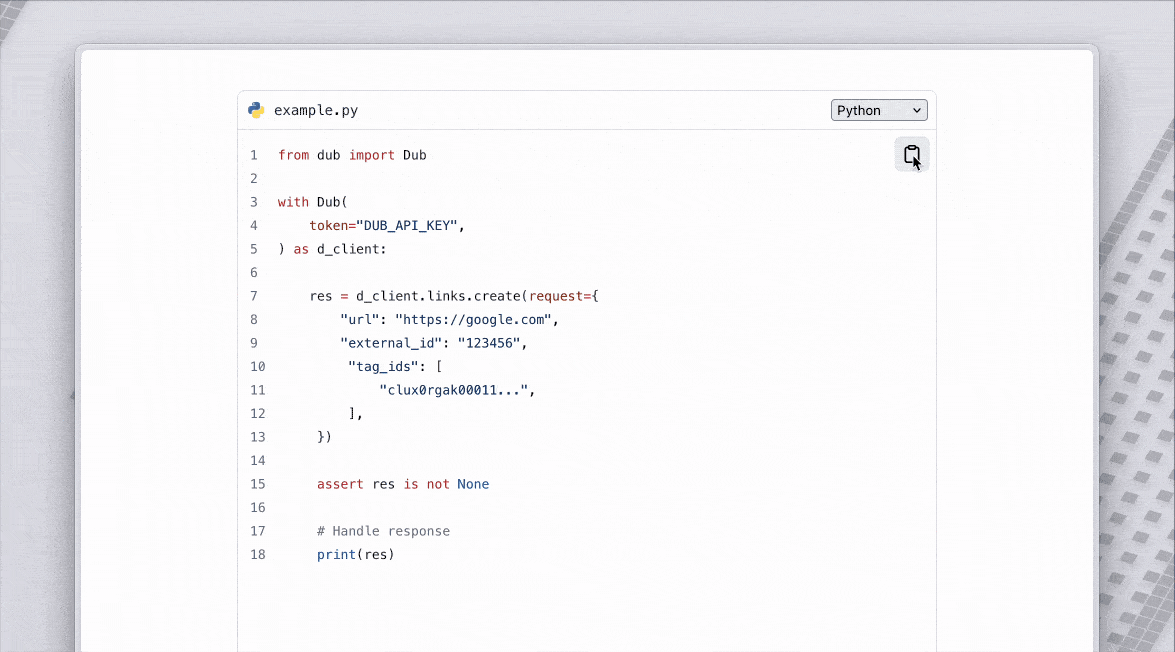 example.py
Python
1 from dub import Dub
2
3 with Dub(
4     token="DUB_API_KEY",
5 ) as d_client:
6
7     res = d_client.links.create(request={
8         "url": "https://google.com",
9         "external_id": "123456",
10          "tag_ids": [
11              "clux0rgak00011...",
12          ],
13      })
14
15      assert res is not None
16
17      # Handle response
18      print(res)